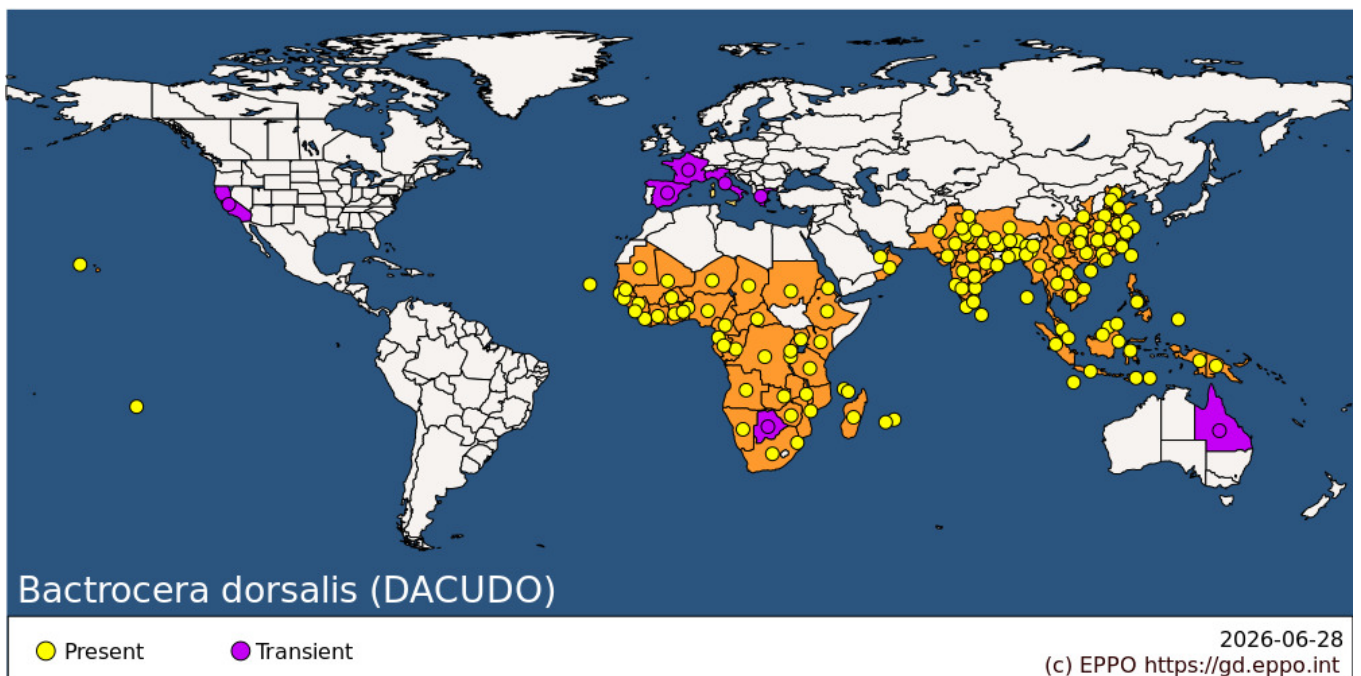 Bactrocera dorsalis (DACUDO)
Present
Transient
2026-06-28
(c) EPPO https://gd.eppo.int